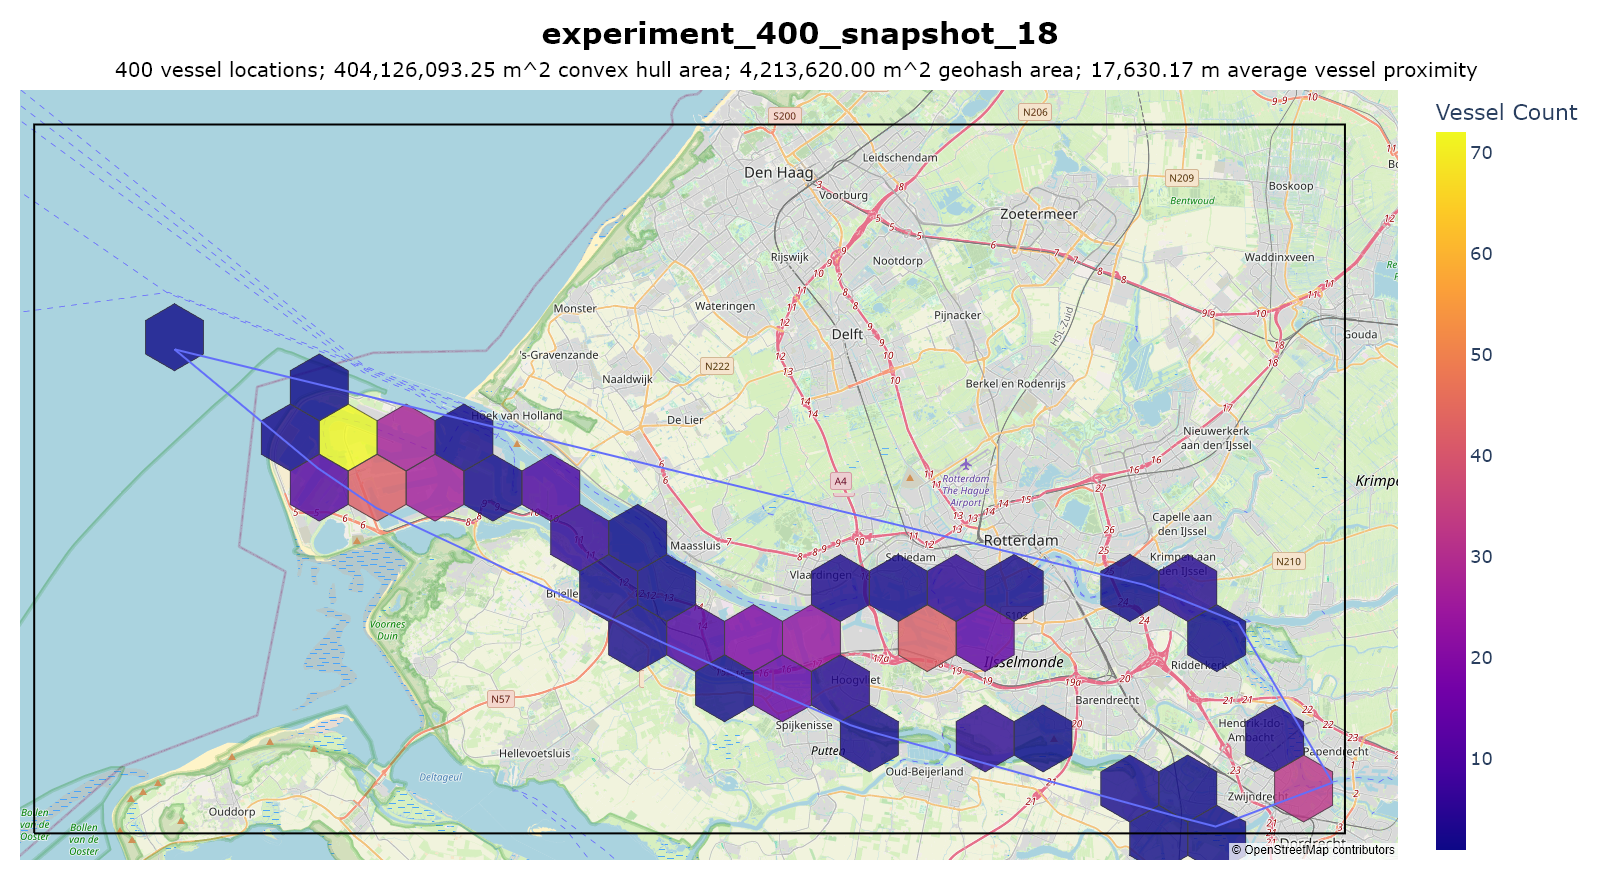 experiment_400_snapshot_18
400 vessel locations; 404,126,093.25 m^2 convex hull area; 4,213,620.00 m^2 geohash area; 17,630.17 m average vessel proximity
Vessel Count
70
60
50
40
30
20
10
S200
N206
Leidschendam
Den Haag
Voorburg
N209
Boskoop
Bentwoud
Zoetermeer
Rijswijk
Nootdorp
Waddinxveen
Monster
Wateringen
Pijnacker
HSL-Zuid
Delft
Gouda
's-Gravenzande
N222
Naaldwijk
Berkel en Rodenrijs
Hoek van Holland
De Lier
Nieuwerkerk
aan den IJssel
A4
Rotterdam
The Hague
Airport
Capelle aan
den IJssel
Rotterdam
Maassluis
Schiedam
Krimpen aan
den IJssel
N210
Vlaardingen
Brielle
S102
Voornes
Duin
IJsselmonde
Ridderkerk
Hoogvliet
N57
Barendrecht
Spijkenisse
Hendrik-Ido-
Ambacht
Papendrecht
Hellevoetsluis
Putten
Oud-Beijerland
Deltageul
Zwijndrecht
Ouddorp
Bollen
van de
Ooster
Bollen
van de
Ooster
Dordrecht
© OpenStreetMap contributors